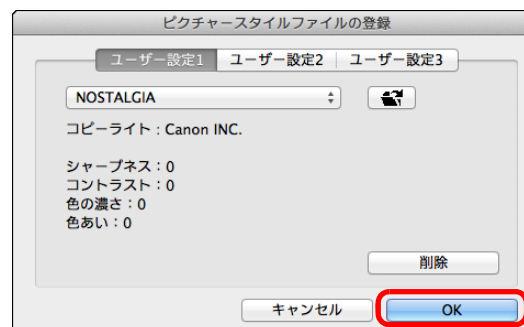 ピクチャースタイルファイルの登録
ユーザー設定1 ユーザー設定2 ユーザー設定3
NOSTALGIA
コピーライト : Canon INC.
シャープネス : 0
コントラスト : 0
色の濃さ : 0
色あい : 0
削除
キャンセル OK